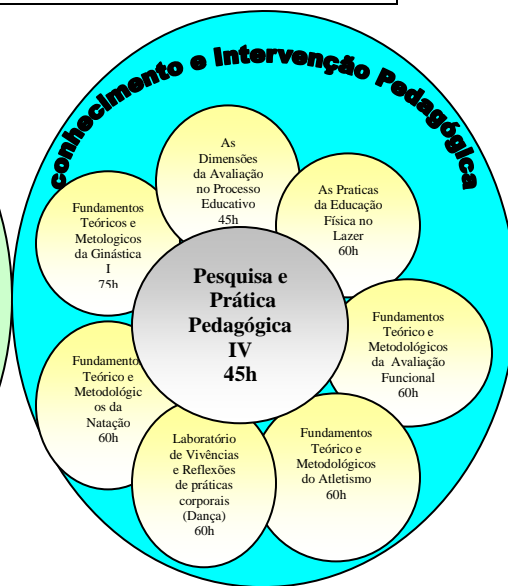 conhecimento e Intervenção Pedagógica
As
Dimensões
da Avaliação
no Processo
Educativo
45h
As Praticas
da Educação
Física no
Lazer
60h
Fundamentos
Teóricos e
Metologicos
da Ginástica
I
75h
Pesquisa e
Prática
Pedagógica
IV
45h
Fundamentos
Teórico e
Metodológicos
da Avaliação
Funcional
60h
Fundamento
Teórico e
Metodológic
os da
Natação
60h
Laboratório
de Vivências
e Reflexões
de práticas
corporais
(Dança)
60h
Fundamentos
Teórico e
Metodológicos
do Atletismo
60h